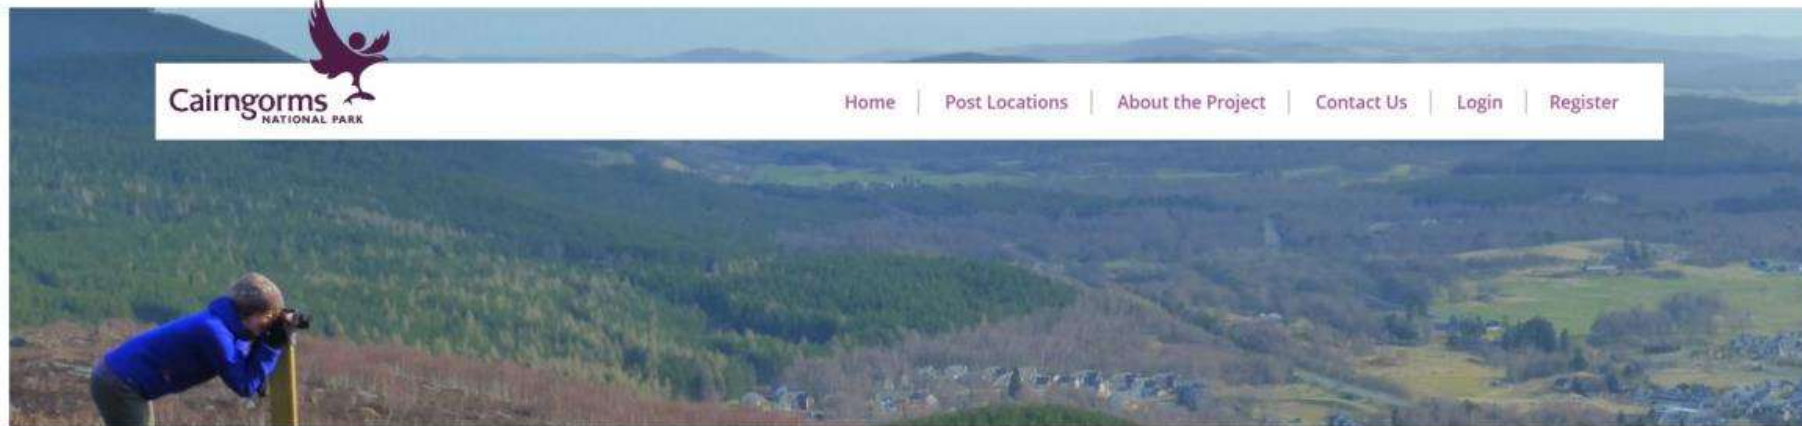 Cairngorms
NATIONAL PARK
Home
Post Locations
About the Project
Contact Us
Login
Register